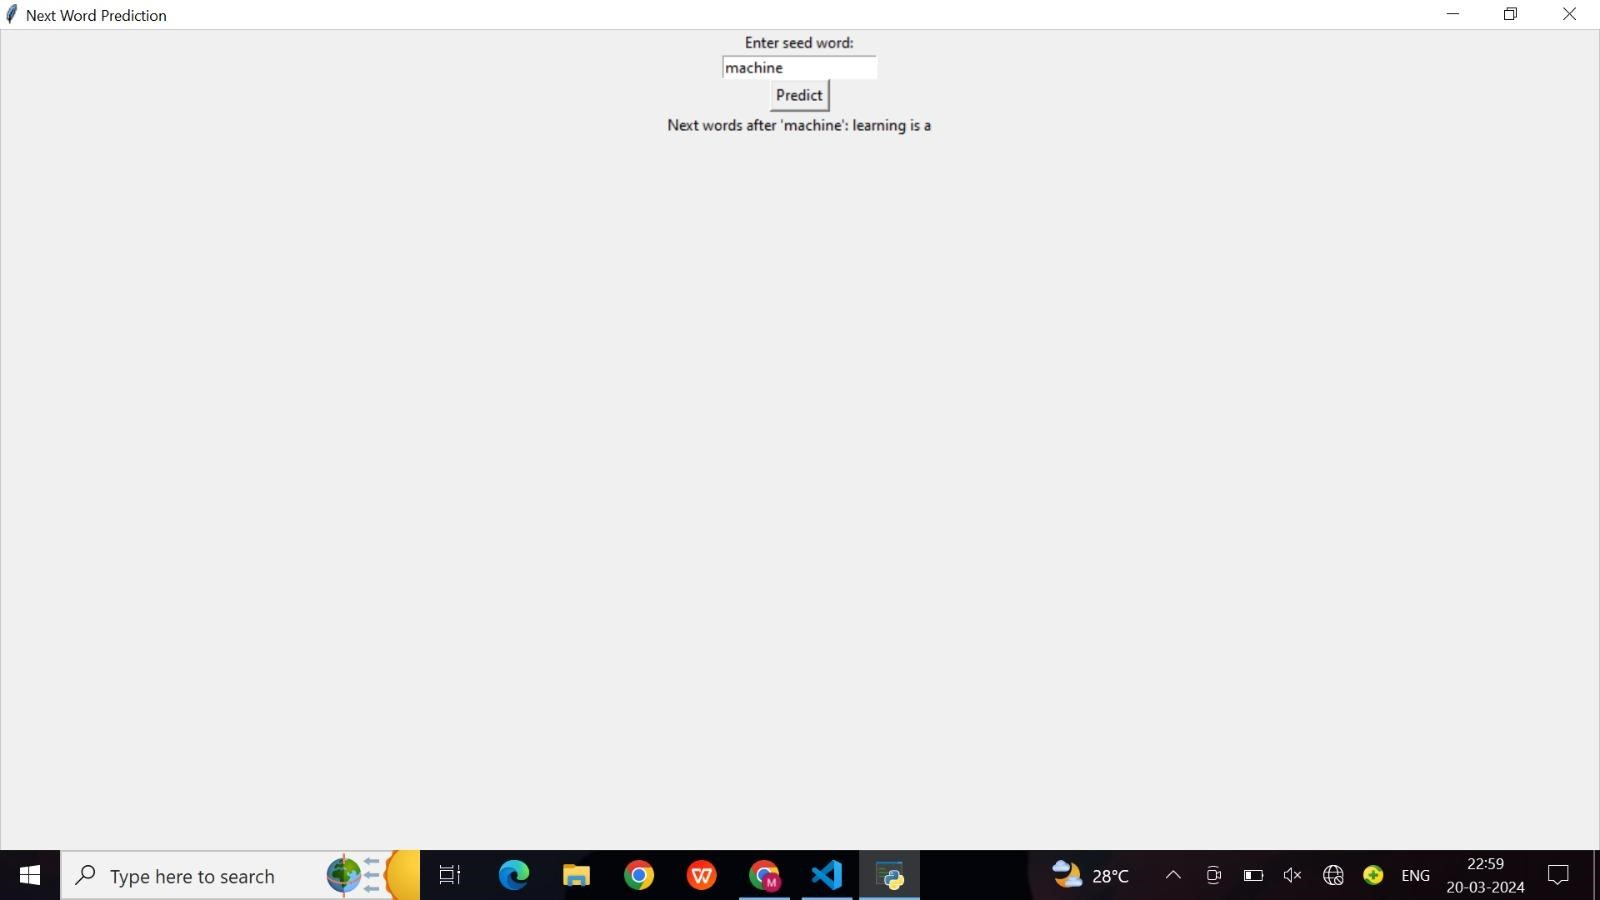 Next Word Prediction
Enter seed word:
machine
Predict
Next words after 'machine': learning is a
Type here to search
W
M
28°C
ENG
22:59
20-03-2024